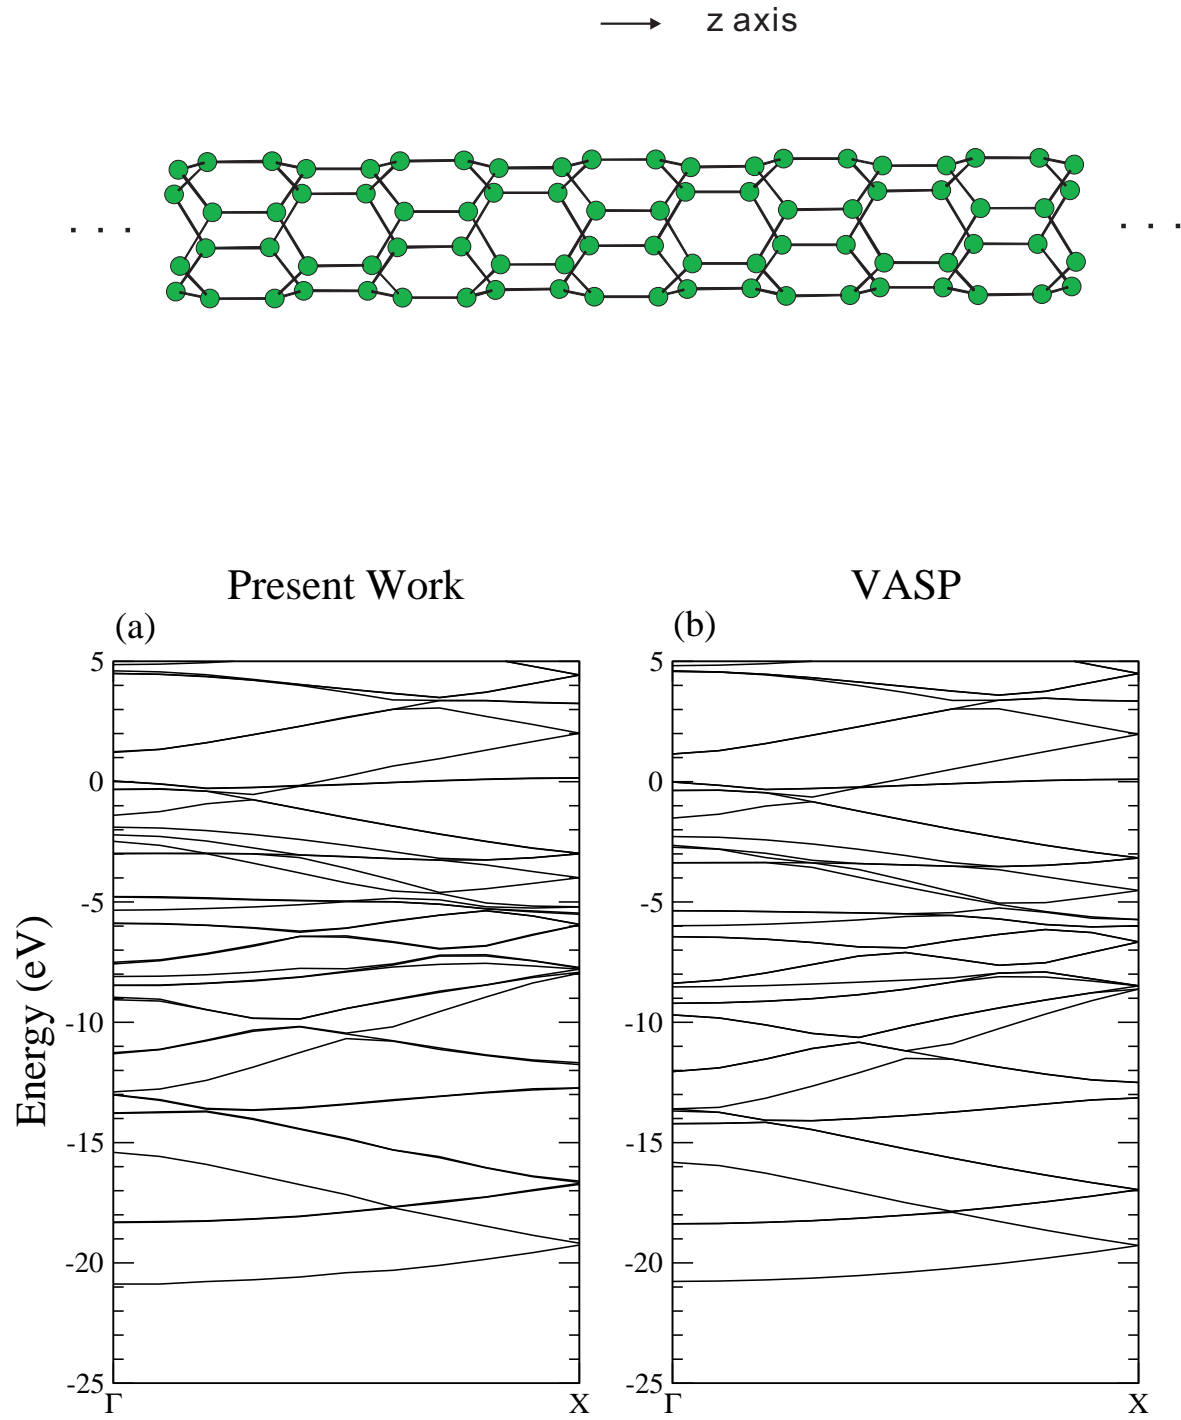 z axis
. . .
. . .
Present Work
VASP
(a)
(b)
5
0
-5
-10
-15
-20
-25
Γ
X
5
0
-5
-10
-15
-20
-25
Γ
X
Energy (eV)